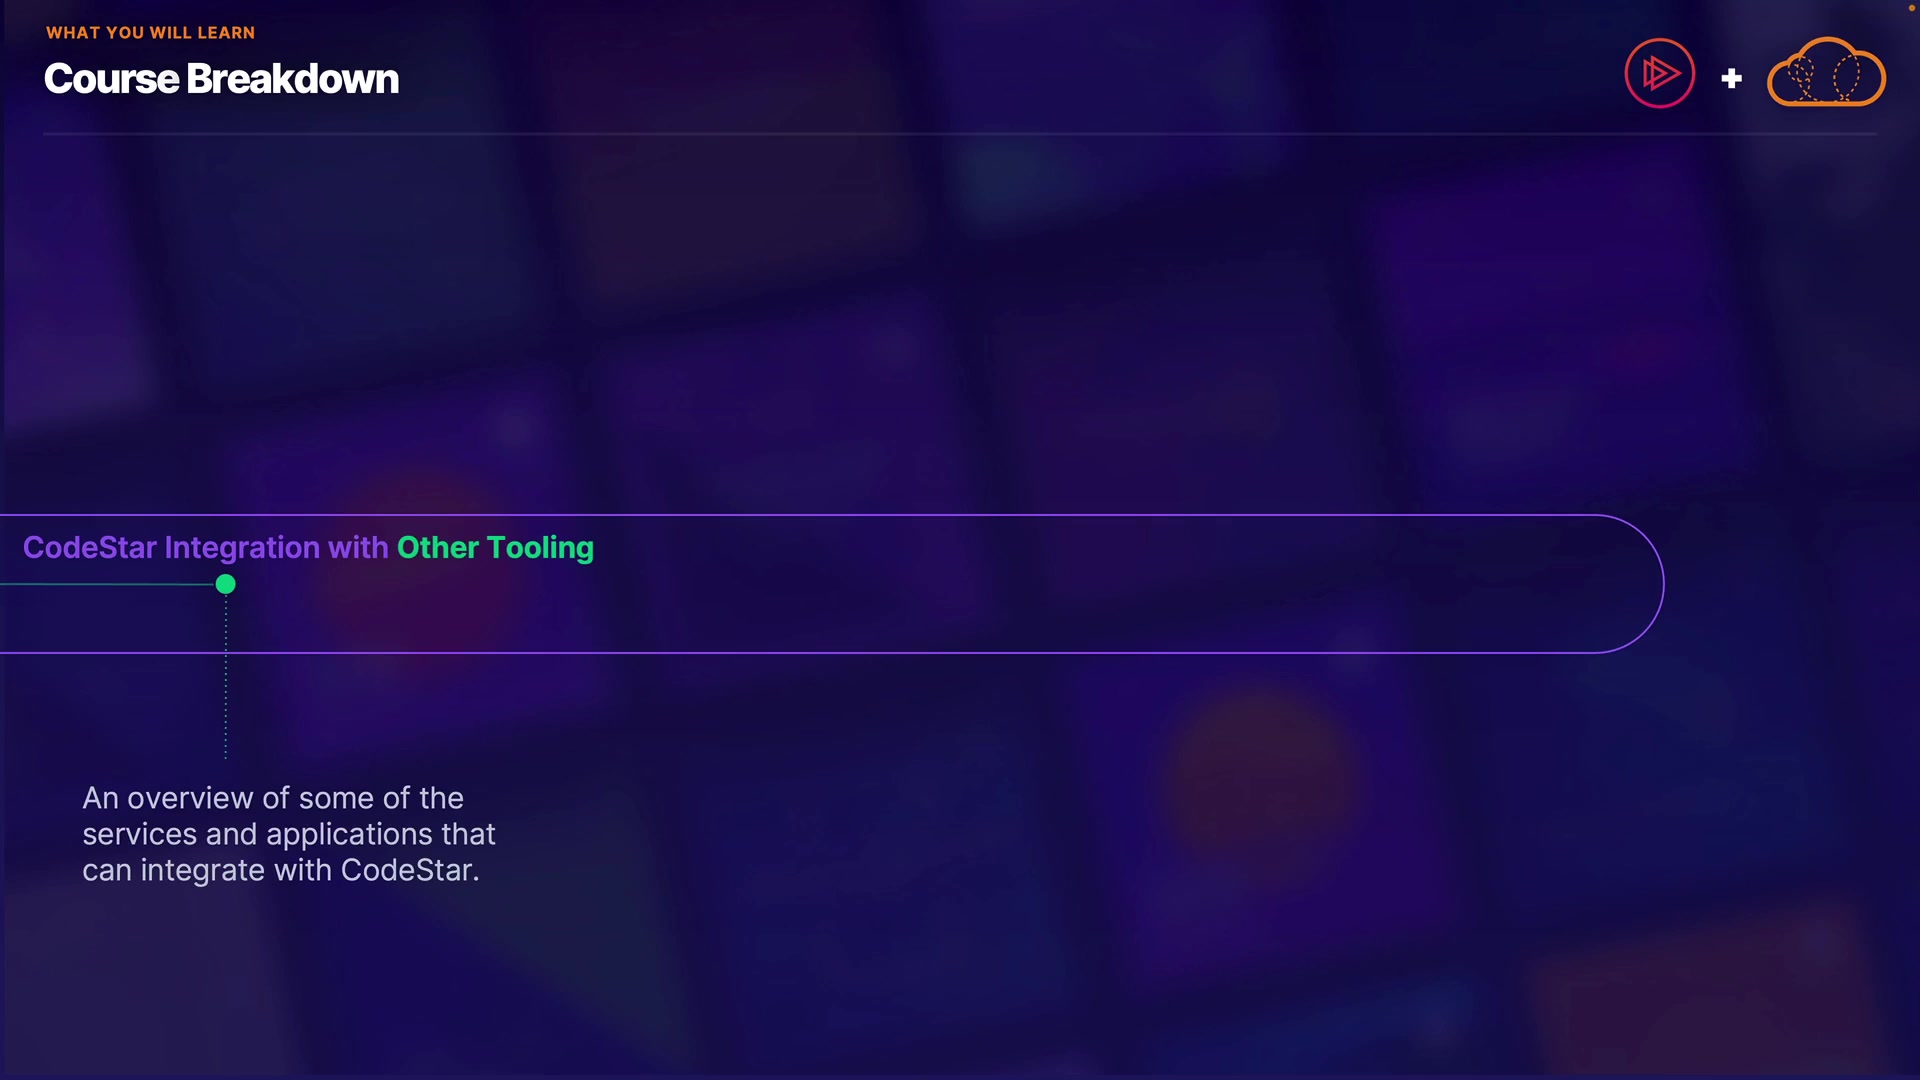 WHAT YOU WILL LEARN
Course Breakdown
CodeStar Integration with Other Tooling
An overview of some of the
services and applications that
can integrate with CodeStar.